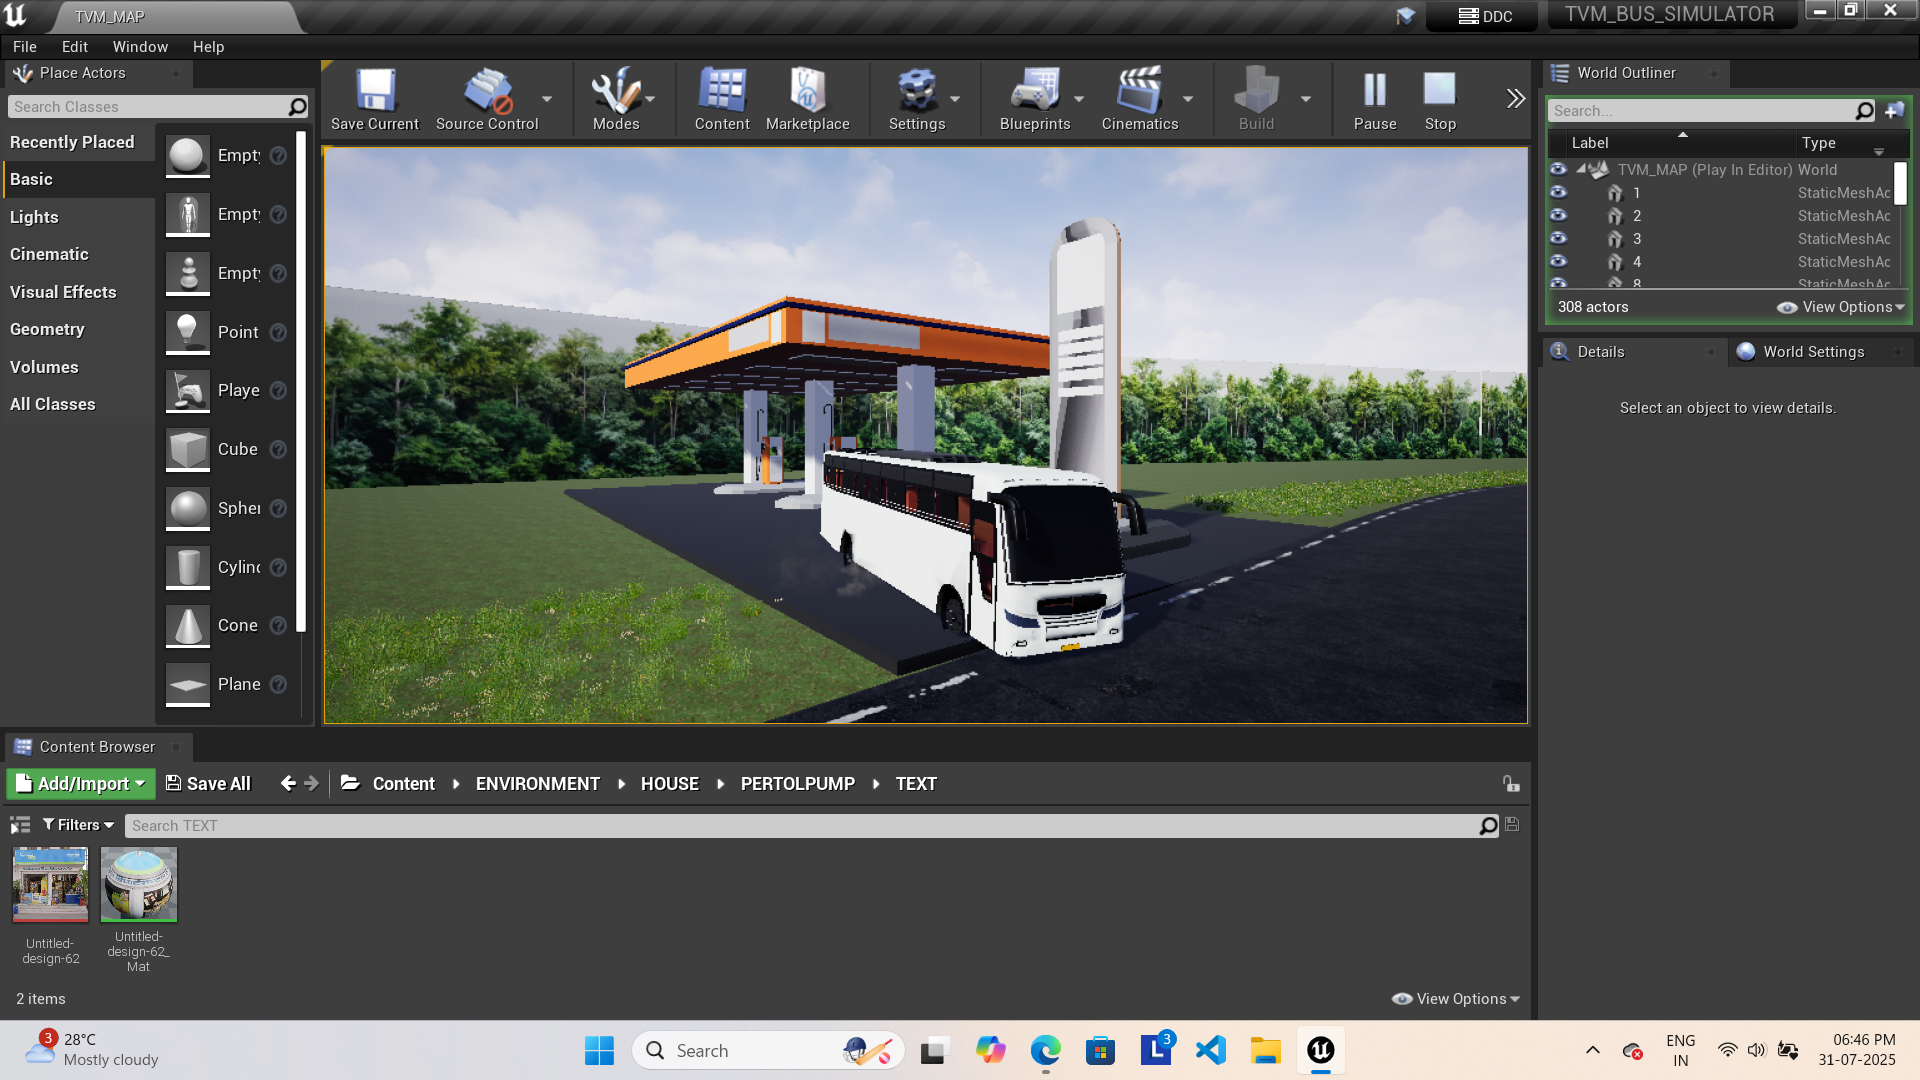 TVM_MAP
DDC
TVM_BUS_SIMULATOR
File
Edit
Window
Help
Place Actors
Search Classes
Recently Placed
Basic
Lights
Cinematic
Visual Effects
Geometry
Volumes
All Classes
Empty
Empty
Empty
Point
Playe
Cube
Spher
Cylinc
Cone
Plane
Save Current
Source Control
Modes
Content
Marketplace
Settings
Blueprints
Cinematics
Build
Pause
Stop
World Outliner
Search...
Label
Type
TVM_MAP (Play In Editor) World
1 StaticMeshAc
2 StaticMeshAc
3 StaticMeshAc
4 StaticMeshAc
8 StaticMeshAc
308 actors
View Options
Details
World Settings
Select an object to view details.
Content Browser
Add/Import
Save All
Content
ENVIRONMENT
HOUSE
PERTOLPUMP
TEXT
Filters
Search TEXT
Untitled-
design-62
Untitled-
design-62_
Mat
2 items
View Options
3
28°C
Mostly cloudy
Search
3
ENG
IN
06:46 PM
31-07-2025